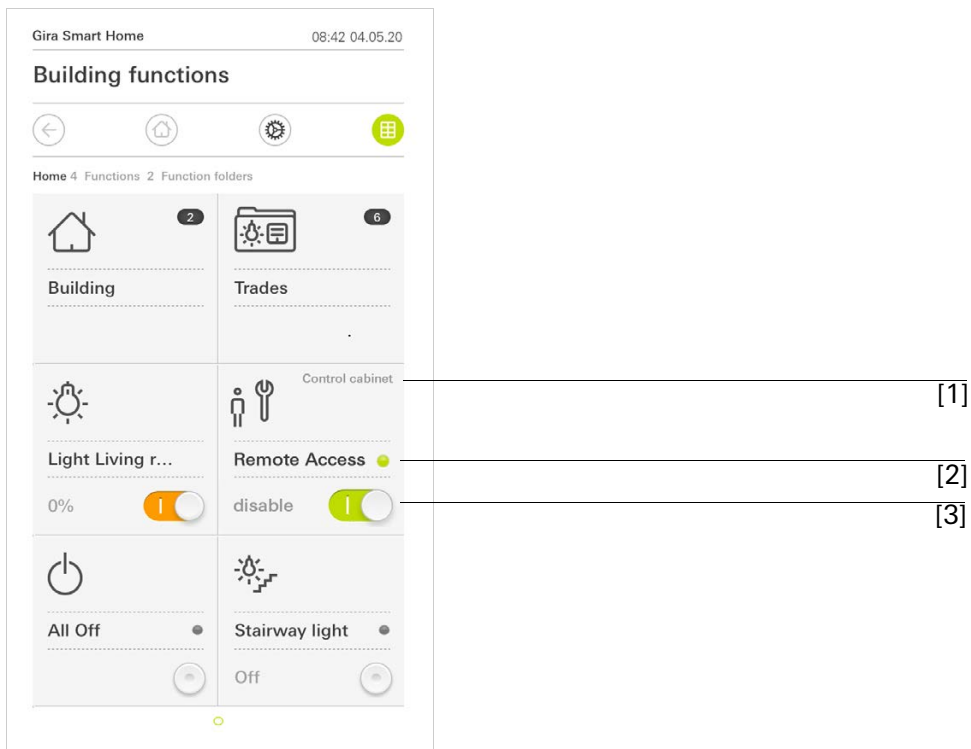 Gira Smart Home 08:42 04.05.20
Building functions
Home 4 Functions 2 Function folders
2
6
Building
Trades
Control cabinet
[1]
Light Living r...
Remote Access
[2]
0%
disable
[3]
All Off
Stairway light
Off